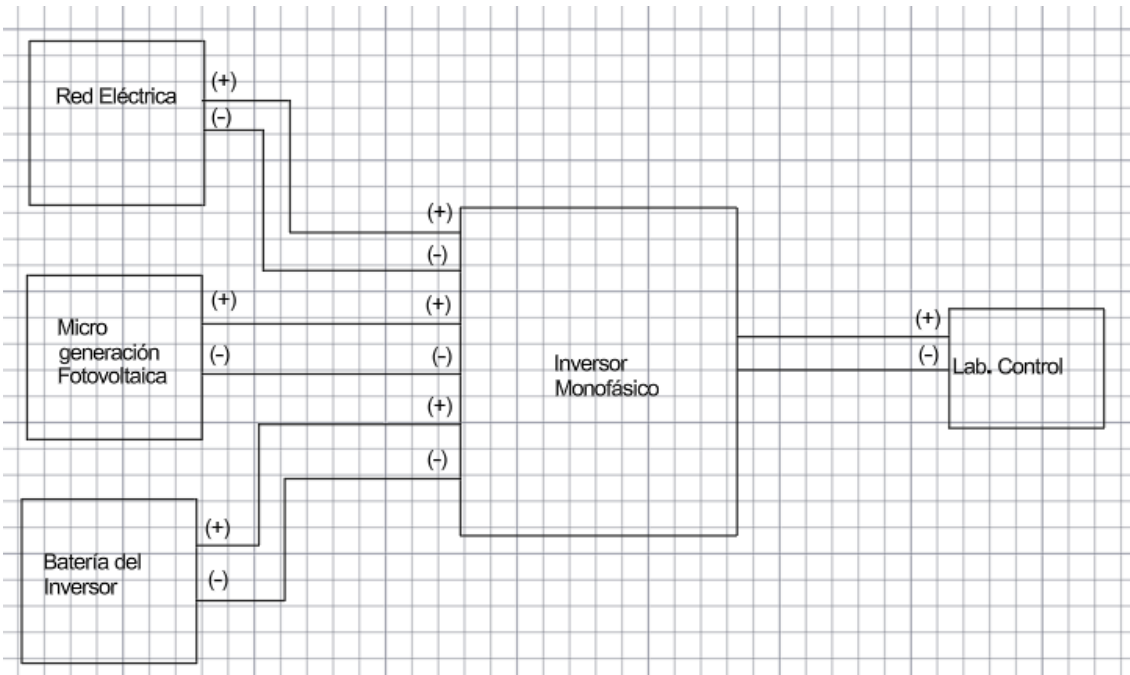 Red Eléctrica
(+)
(-)
(+)
(-)
Micro
generación
Fotovoltaica
(+)
(-)
(+)
(-)
(+)
(-)
Inversor
Monofásico
(+)
(-)
Lab. Control
Batería del
Inversor
(+)
(-)